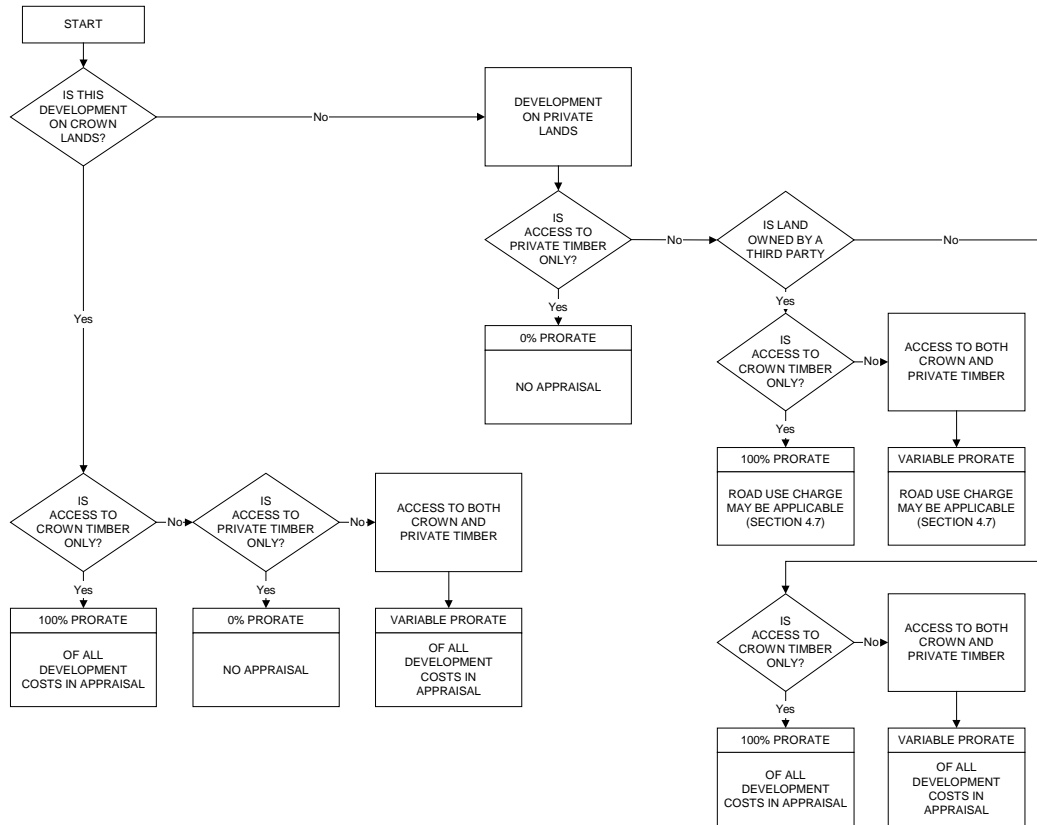 START
IS THIS
DEVELOPMENT
ON CROWN
LANDS?
No
DEVELOPMENT
ON PRIVATE
LANDS
IS
ACCESS TO
PRIVATE TIMBER
ONLY?
No
IS LAND
OWNED BY A
THIRD PARTY
No
Yes
Yes
Yes
0% PRORATE
NO APPRAISAL
IS
ACCESS TO
CROWN TIMBER
ONLY?
No
ACCESS TO BOTH
CROWN AND
PRIVATE TIMBER
Yes
100% PRORATE
ROAD USE CHARGE
MAY BE APPLICABLE
(SECTION 4.7)
VARIABLE PRORATE
ROAD USE CHARGE
MAY BE APPLICABLE
(SECTION 4.7)
IS
ACCESS TO
CROWN TIMBER
ONLY?
No
IS
ACCESS TO
PRIVATE TIMBER
ONLY?
No
ACCESS TO BOTH
CROWN AND
PRIVATE TIMBER
Yes
Yes
100% PRORATE
OF ALL
DEVELOPMENT
COSTS IN APPRAISAL
0% PRORATE
NO APPRAISAL
VARIABLE PRORATE
OF ALL
DEVELOPMENT
COSTS IN
APPRAISAL
IS
ACCESS TO
CROWN TIMBER
ONLY?
No
ACCESS TO BOTH
CROWN AND
PRIVATE TIMBER
Yes
100% PRORATE
OF ALL
DEVELOPMENT
COSTS IN APPRAISAL
VARIABLE PRORATE
OF ALL
DEVELOPMENT
COSTS IN
APPRAISAL